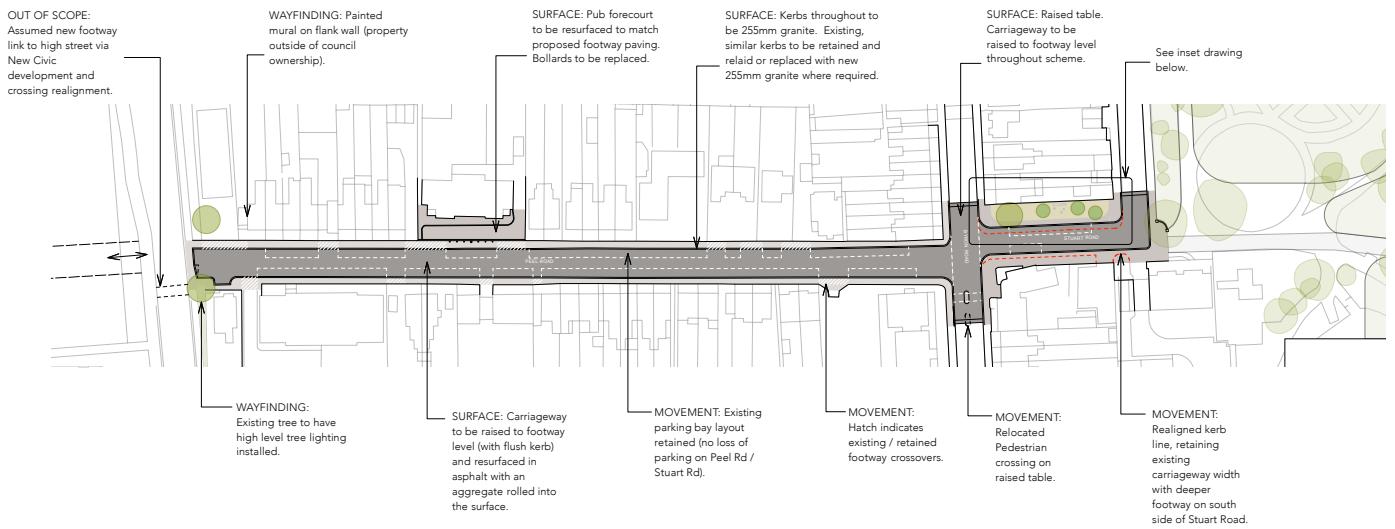 OUT OF SCOPE:
Assumed new footway
link to high street via
New Civic
development and
crossing realignment.
WAYFINDING: Painted
mural on flank wall (property
outside of council
ownership).
SURFACE: Pub forecourt
to be resurfaced to match
proposed footway paving.
Bollards to be replaced.
SURFACE: Kerbs throughout to
be 255mm granite.  Existing,
similar kerbs to be retained and
relaid or replaced with new
255mm granite where required.
SURFACE: Raised table.
Carriageway to be
raised to footway level
throughout scheme.
See inset drawing
below.
PEEL ROAD
STUART ROAD
WAYFINDING:
Existing tree to have
high level tree lighting
installed.
SURFACE: Carriageway
to be raised to footway
level (with flush kerb)
and resurfaced in
asphalt with an
aggregate rolled into
the surface.
MOVEMENT: Existing
parking bay layout
retained (no loss of
parking on Peel Rd /
Stuart Rd).
MOVEMENT:
Hatch indicates
existing / retained
footway crossovers.
MOVEMENT:
Relocated
Pedestrian
crossing on
raised table.
MOVEMENT:
Realigned kerb
line, retaining
existing
carriageway width
with deeper
footway on south
side of Stuart Road.